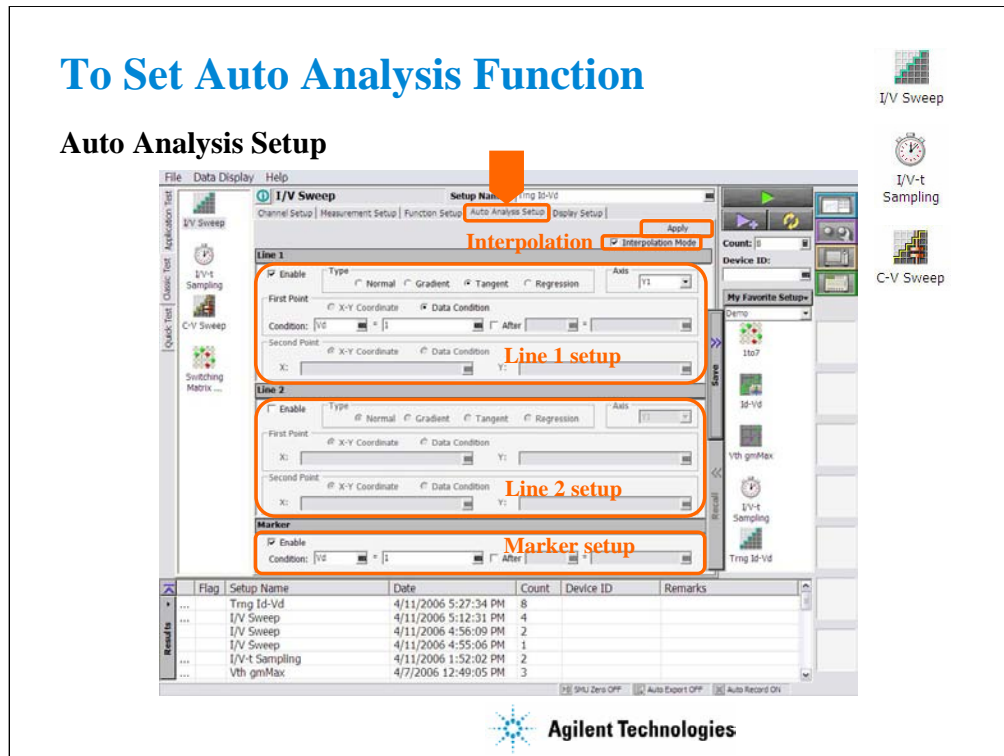 To Set Auto Analysis Function
I/V Sweep
I/V-t
Sampling
C-V Sweep
Auto Analysis Setup
File Data Display Help
I/V Sweep Setup Name: Trng Id-Vd
Channel Setup Measurement Setup Function Setup Auto Analysis Setup Display Setup
Apply
Interpolation Interpolation Mode
Line 1
Enable Type Normal Gradient Tangent Regression Axis Y1
First Point X-Y Coordinate Data Condition
Condition: Vd = 1 After =
Second Point X-Y Coordinate Data Condition
X: Y:
Line 1 setup
Line 2
Enable Type Normal Gradient Tangent Regression Axis Y1
First Point X-Y Coordinate Data Condition
X: Y:
Second Point X-Y Coordinate Data Condition
X: Y:
Line 2 setup
Marker
Enable
Condition: Vd = 1 After =
Marker setup
Application Test
Classic Test
Quick Test
I/V Sweep
I/V-t
Sampling
C-V Sweep
Switching
Matrix ...
Count: 8
Device ID:
My Favorite Setup
Demo
Save
Recall
1to7
Id-Vd
Vth gmMax
I/V-t
Sampling
Trng Id-Vd
Results
Flag Setup Name Date Count Device ID Remarks
... Trng Id-Vd 4/11/2006 5:27:34 PM 8
... I/V Sweep 4/11/2006 5:12:31 PM 4
I/V Sweep 4/11/2006 4:56:09 PM 2
I/V Sweep 4/11/2006 4:55:06 PM 1
... I/V-t Sampling 4/11/2006 1:52:02 PM 2
... Vth gmMax 4/7/2006 12:49:05 PM 3
SMU Zero OFF Auto Export OFF Auto Record ON
Agilent Technologies